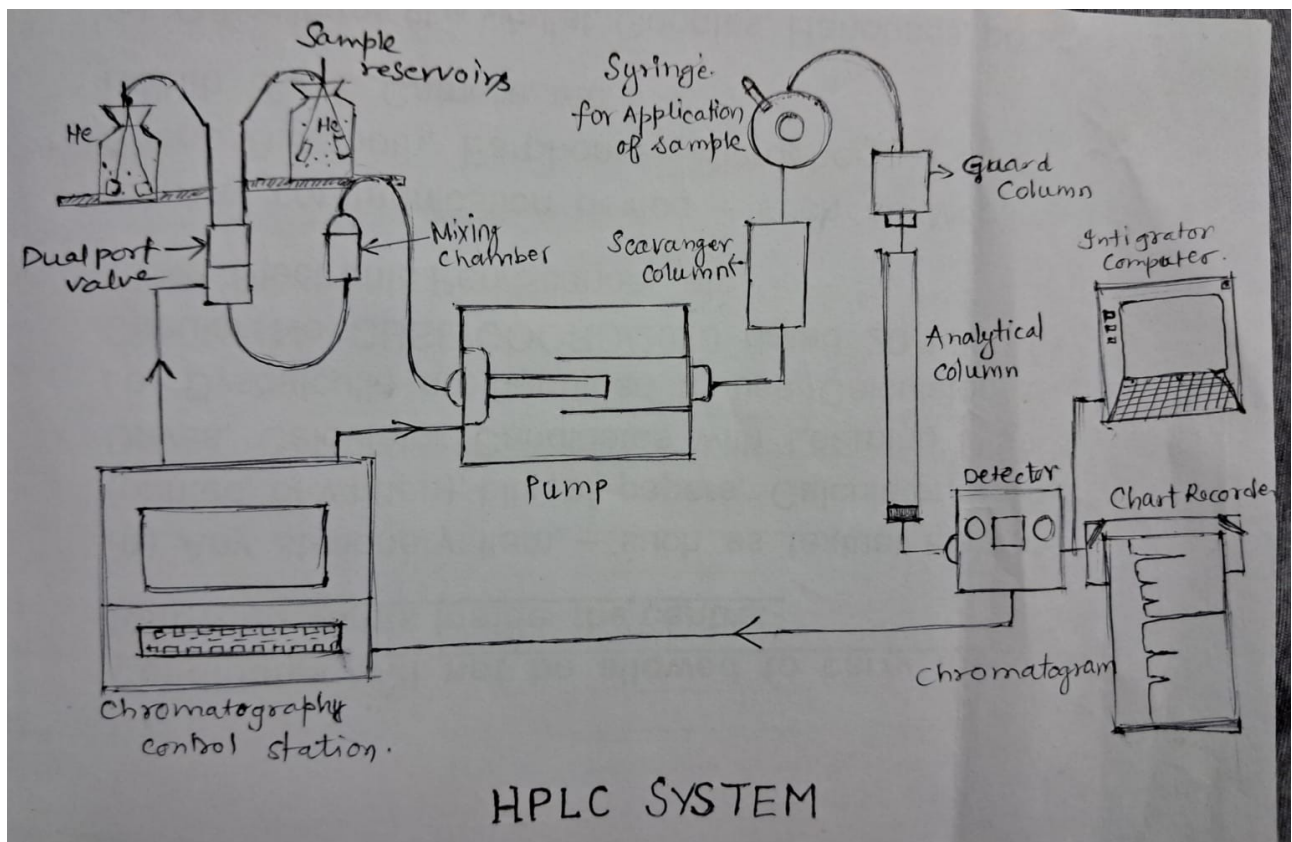 Sample
reservoirs
He
He
Dual port
valve
Mixing
Chamber
Syringe
for Application
of sample
Guard
Column
Scavanger
column
Analytical
column
Intigrator
Computer
Pump
Detector
Chart Recorder
Chromatogram
Chromatography
control station.
HPLC SYSTEM